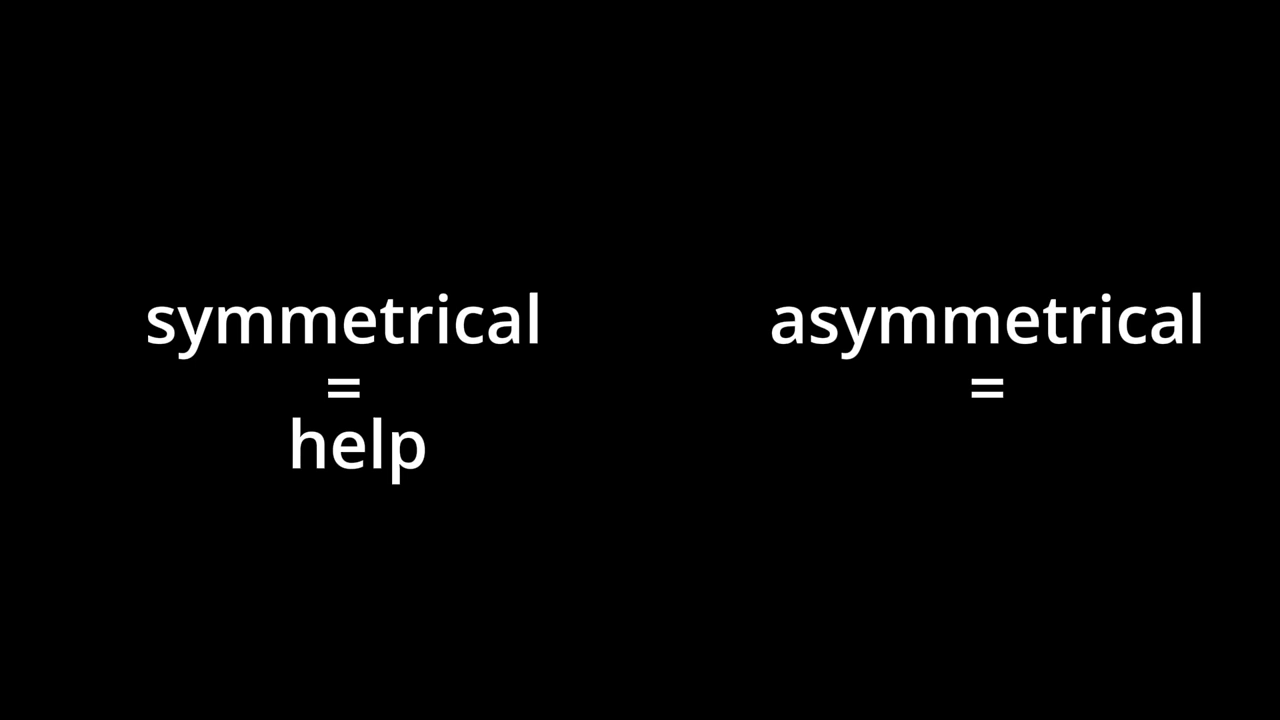 symmetrical
=
help
asymmetrical
=